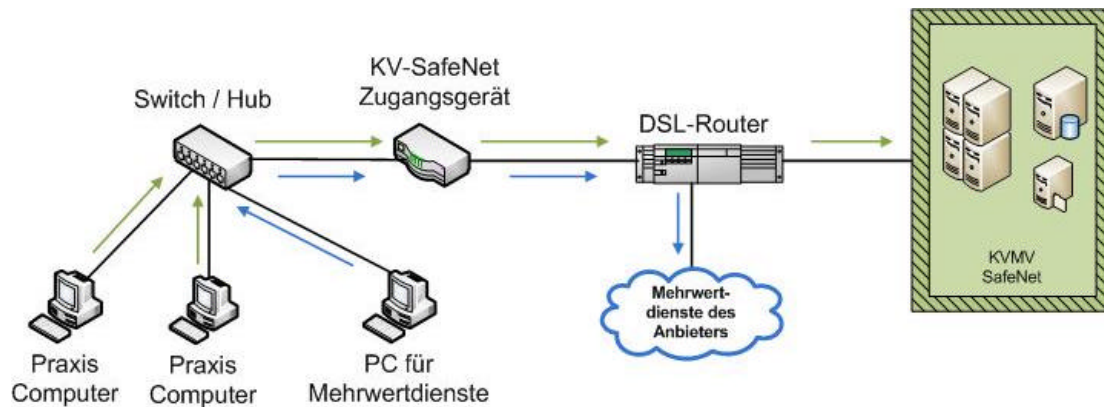 KV-SafeNet
Zugangsgerät
Switch / Hub
DSL-Router
KVMV
SafeNet
Mehrwert-
dienste des
Anbieters
Praxis
Computer
Praxis
Computer
PC für
Mehrwertdienste